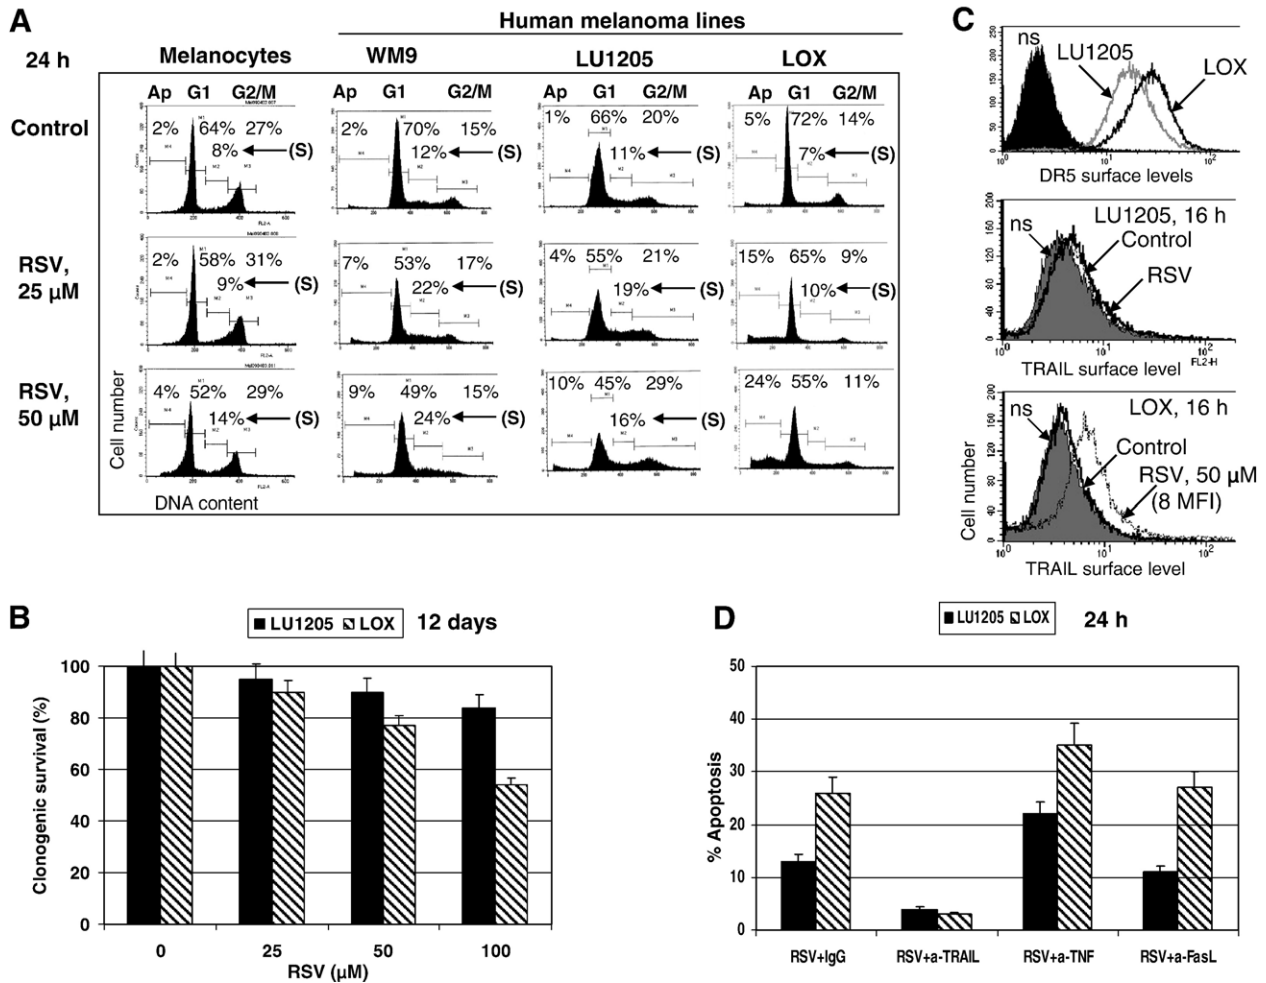 A
Human melanoma lines
24 h
Melanocytes
WM9
LU1205
LOX
Ap G1 G2/M
Ap G1 G2/M
Ap G1 G2/M
Ap G1 G2/M
Control
2% 64% 27%
8% (S)
2% 70% 15%
12% (S)
1% 66% 20%
11% (S)
5% 72% 14%
7% (S)
RSV,
25 µM
2% 58% 31%
9% (S)
7% 53% 17%
22% (S)
4% 55% 21%
19% (S)
15% 65% 9%
10% (S)
RSV,
50 µM
4% 52% 29%
14% (S)
9% 49% 15%
24% (S)
10% 45% 29%
16% (S)
24% 55% 11%
Cell number
DNA content
C
ns
LU1205
LOX
DR5 surface levels
ns
LU1205, 16 h
Control
RSV
TRAIL surface level
FL2-H
ns
LOX, 16 h
Control
RSV, 50 µM
(8 MFI)
Cell number
TRAIL surface level
B
LU1205 LOX
12 days
Clonogenic survival (%)
100
80
60
40
20
0
0 25 50 100
RSV (µM)
D
LU1205 LOX
24 h
% Apoptosis
50
40
30
20
10
0
RSV+IgG RSV+a-TRAIL RSV+a-TNF RSV+a-FasL